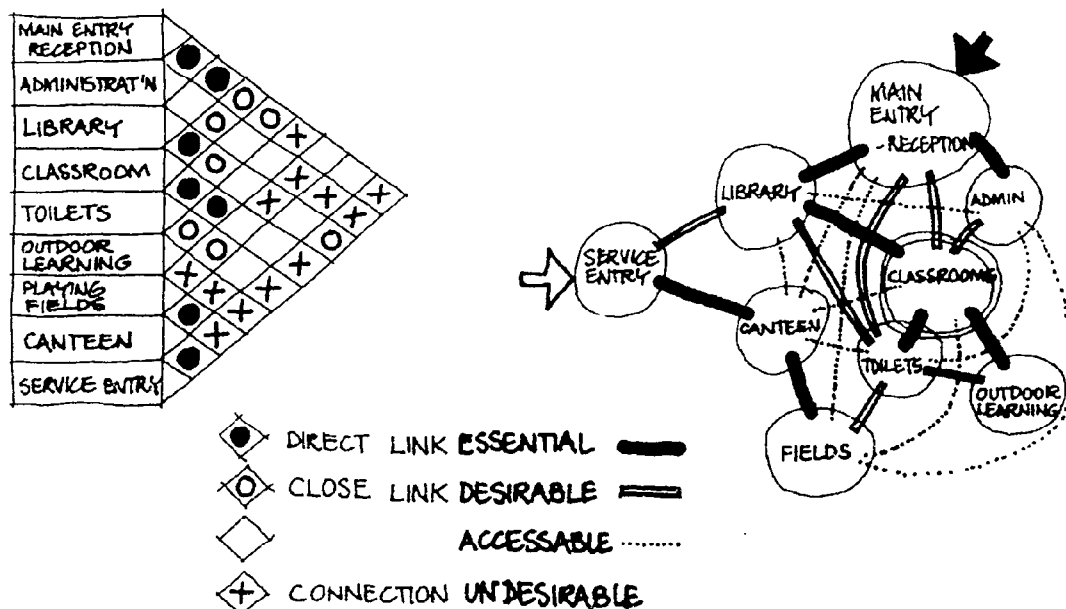 MAIN ENTRY
RECEPTION
ADMINISTRAT'N
LIBRARY
CLASSROOM
TOILETS
OUTDOOR
LEARNING
PLAYING
FIELDS
CANTEEN
SERVICE ENTRY
DIRECT LINK ESSENTIAL
CLOSE LINK DESIRABLE
ACCESSABLE
CONNECTION UNDESIRABLE
MAIN
ENTRY
-RECEPTION
LIBRARY
ADMIN
SERVICE
ENTRY
CLASSROOMS
CANTEEN
TOILETS
OUTDOOR
LEARNING
FIELDS